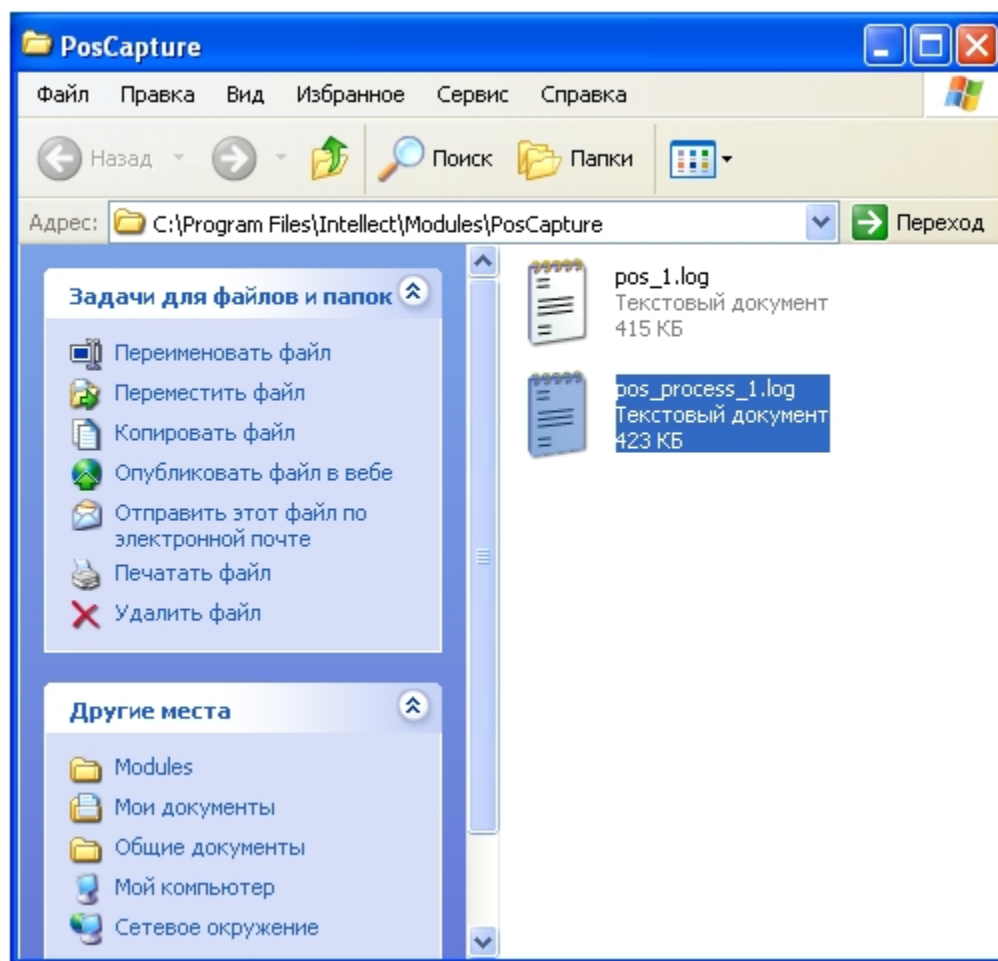 PosCapture
Файл Правка Вид Избранное Сервис Справка
Назад Поиск Папки
Адрес: C:\Program Files\Intellect\Modules\PosCapture Переход
Задачи для файлов и папок
Переименовать файл
Переместить файл
Копировать файл
Опубликовать файл в вебе
Отправить этот файл по
электронной почте
Печатать файл
Удалить файл
Другие места
Modules
Мои документы
Общие документы
Мой компьютер
Сетевое окружение
pos_1.log
Текстовый документ
415 КБ
pos_process_1.log
Текстовый документ
423 КБ